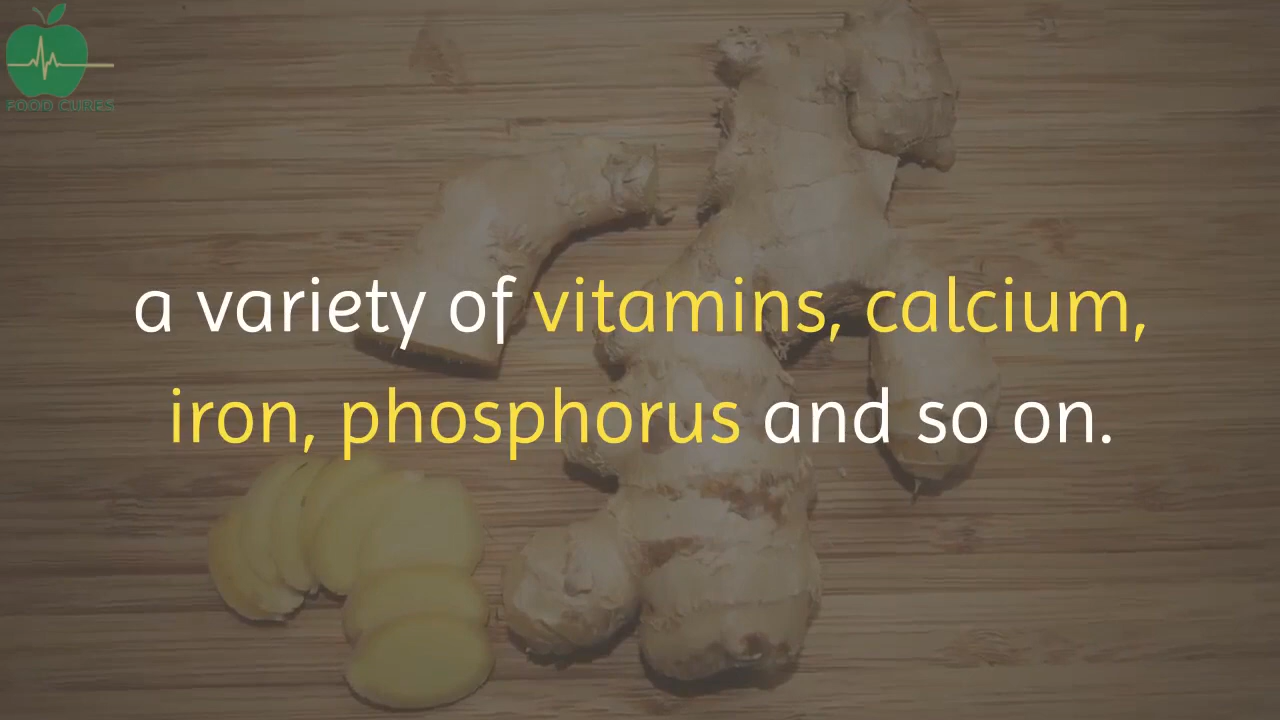 FOOD CURES
a variety of vitamins, calcium,
iron, phosphorus and so on.